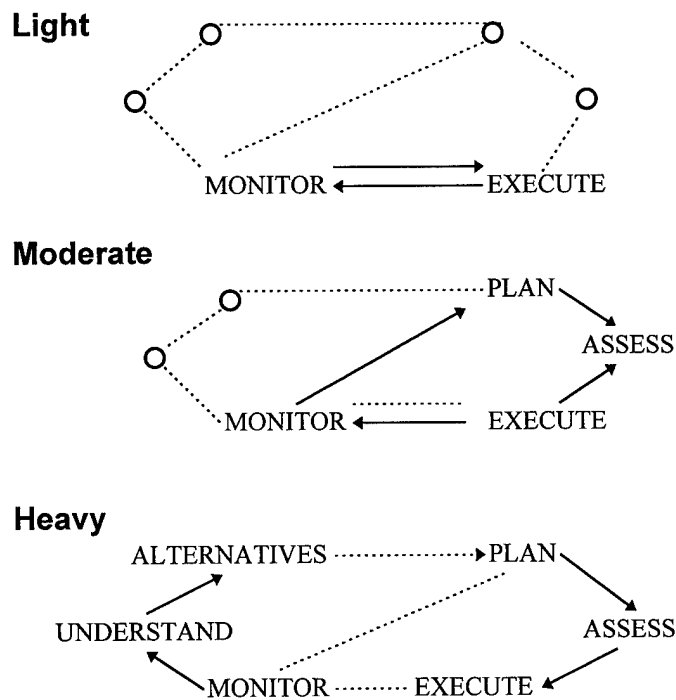 Light
MONITOR
EXECUTE
Moderate
PLAN
ASSESS
MONITOR
EXECUTE
Heavy
ALTERNATIVES
PLAN
UNDERSTAND
ASSESS
MONITOR
EXECUTE